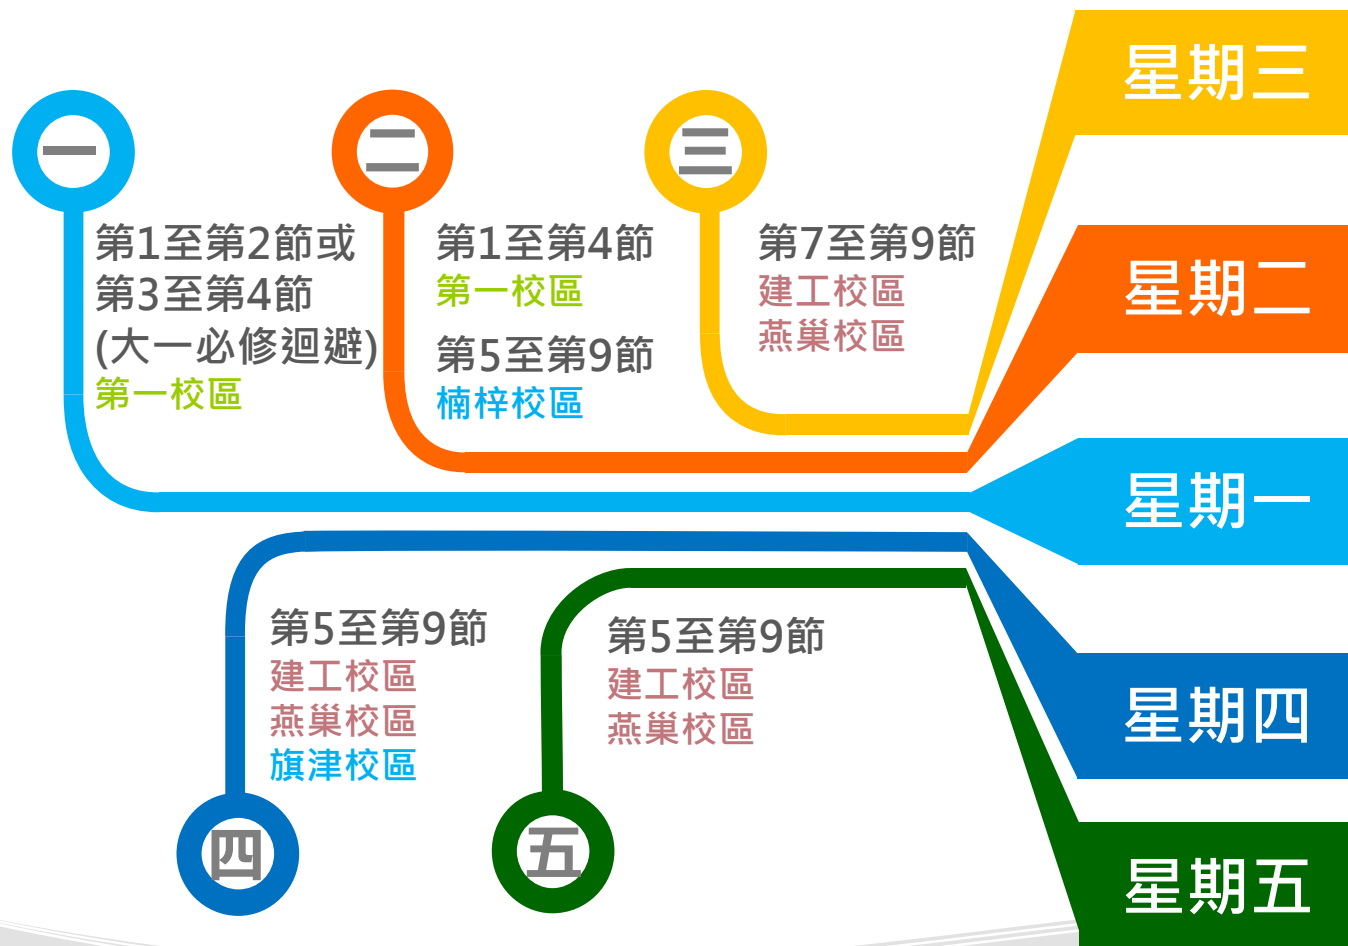 一
第1至第2節或
第3至第4節
(大一必修迴避)
第一校區
二
第1至第4節
第一校區
第5至第9節
楠梓校區
三
第7至第9節
建工校區
燕巢校區
星期三
星期二
星期一
第5至第9節
建工校區
燕巢校區
旗津校區
四
第5至第9節
建工校區
燕巢校區
五
星期四
星期五